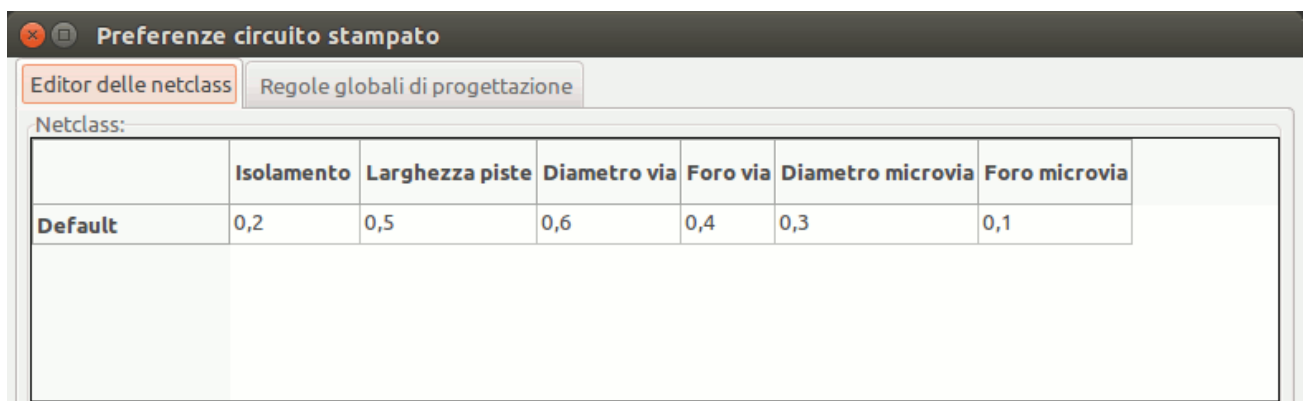 Preferenze circuito stampato
Editor delle netclass Regole globali di progettazione
Netclass:
Isolamento Larghezza piste Diametro via Foro via Diametro microvia Foro microvia
Default 0,2 0,5 0,6 0,4 0,3 0,1